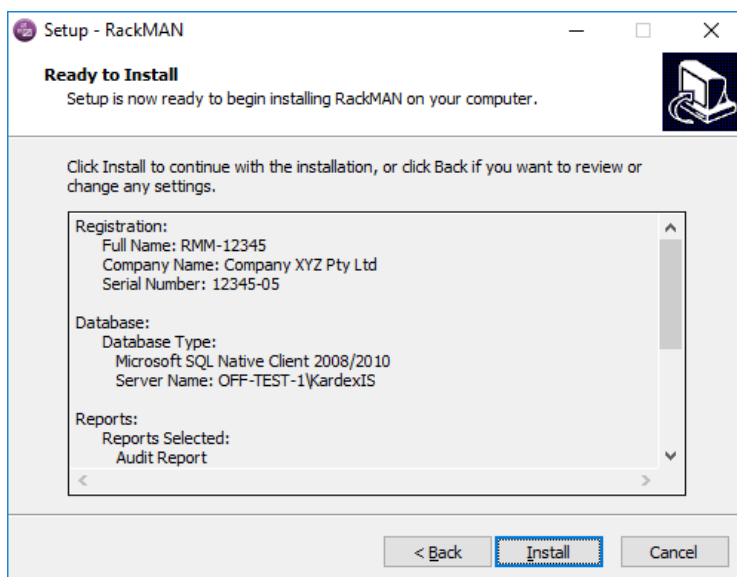 Setup - RackMAN
Ready to Install
Setup is now ready to begin installing RackMAN on your computer.
Click Install to continue with the installation, or click Back if you want to review or
change any settings.
Registration:
Full Name: RMM-12345
Company Name: Company XYZ Pty Ltd
Serial Number: 12345-05
Database:
Database Type:
Microsoft SQL Native Client 2008/2010
Server Name: OFF-TEST-1\KardexIS
Reports:
Reports Selected:
Audit Report
< Back
Install
Cancel